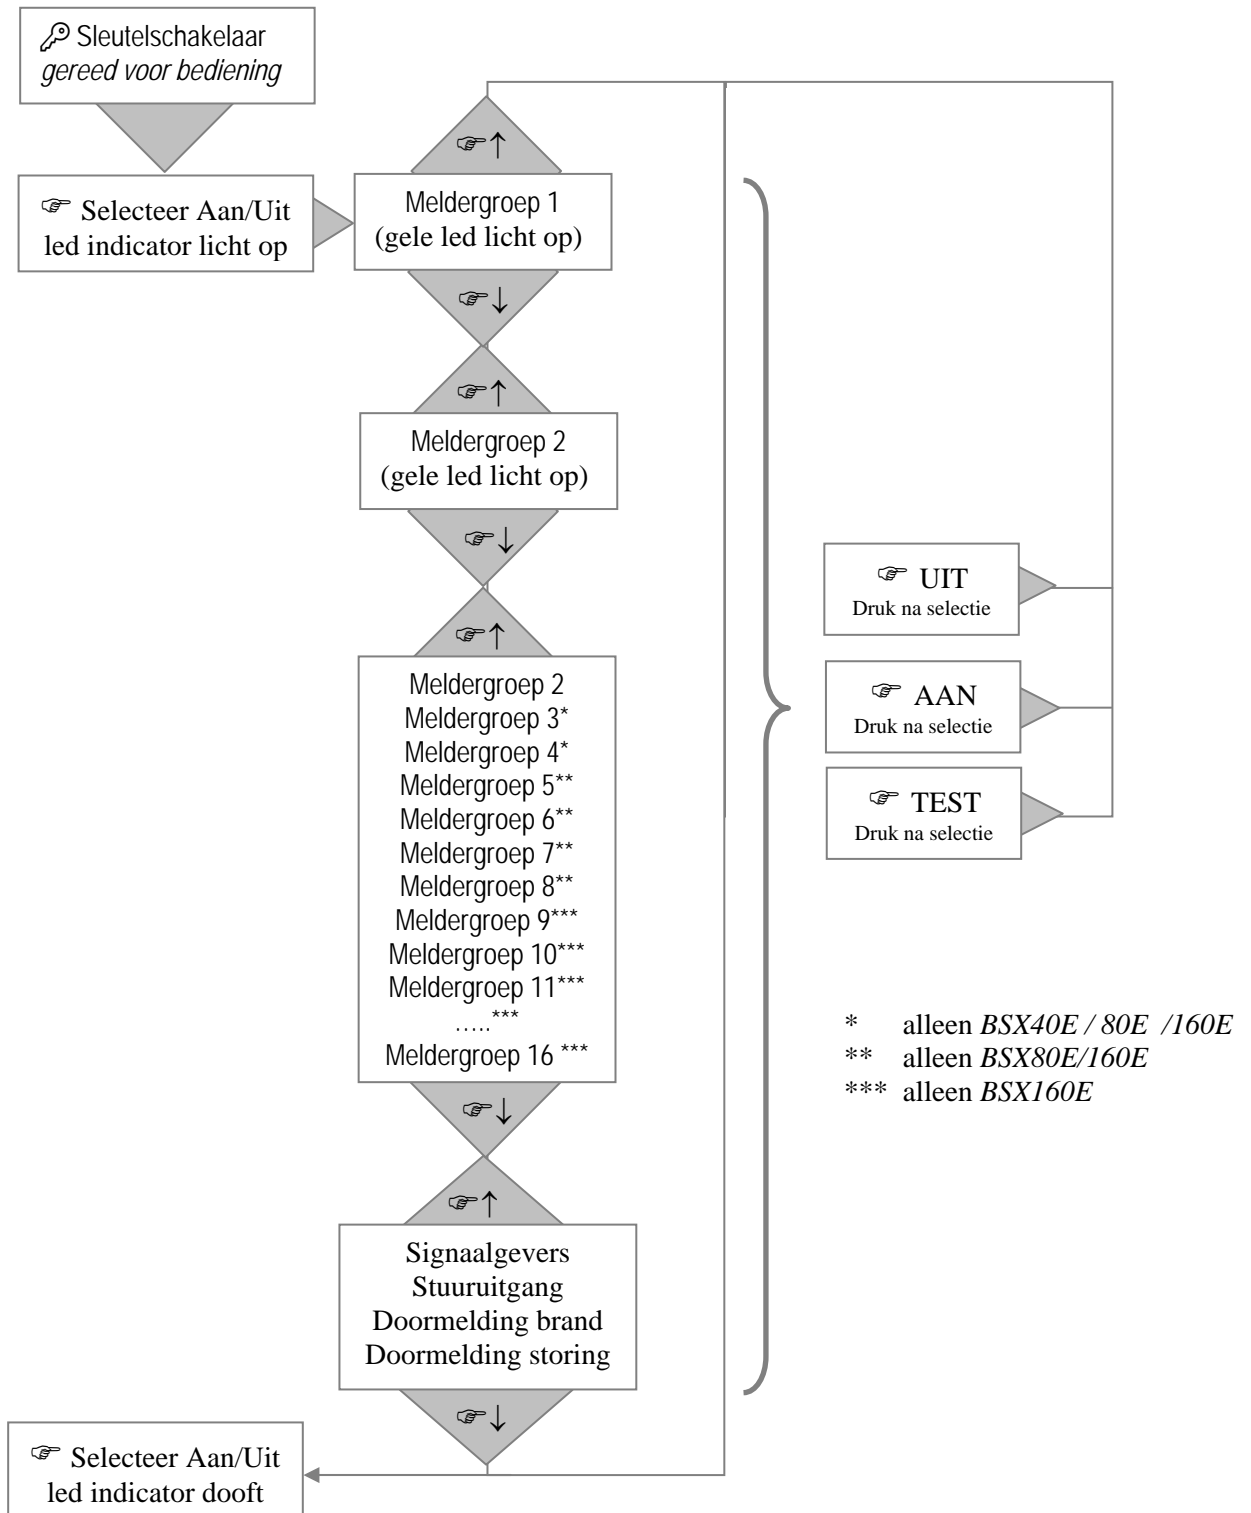 Sleutelschakelaar
gereed voor bediening
☞ Selecteer Aan/Uit
led indicator licht op
☞↑
Meldergroep 1
(gele led licht op)
☞↓
☞↑
Meldergroep 2
(gele led licht op)
☞↓
☞↑
Meldergroep 2
Meldergroep 3*
Meldergroep 4*
Meldergroep 5**
Meldergroep 6**
Meldergroep 7**
Meldergroep 8**
Meldergroep 9***
Meldergroep 10***
Meldergroep 11***
…..***
Meldergroep 16 ***
☞↓
☞↑
Signaalgevers
Stuuruitgang
Doormelding brand
Doormelding storing
☞↓
☞ Selecteer Aan/Uit
led indicator dooft
☞ UIT
Druk na selectie
☞ AAN
Druk na selectie
☞ TEST
Druk na selectie
* alleen BSX40E / 80E /160E
** alleen BSX80E/160E
*** alleen BSX160E